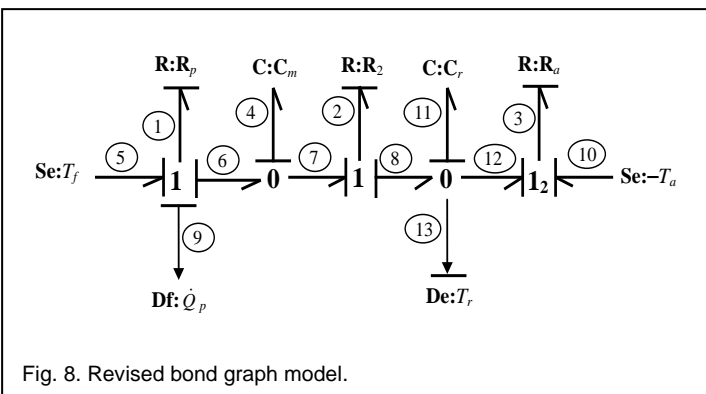 R:Rp C:Cm R:R2 C:Cr R:Ra
1 4 2 11 3
5 6 7 8 12 10
Se:Tf 1 0 1 0 12 Se:–Ta
9 13
Df:Q̇p De:Tr
Fig. 8. Revised bond graph model.